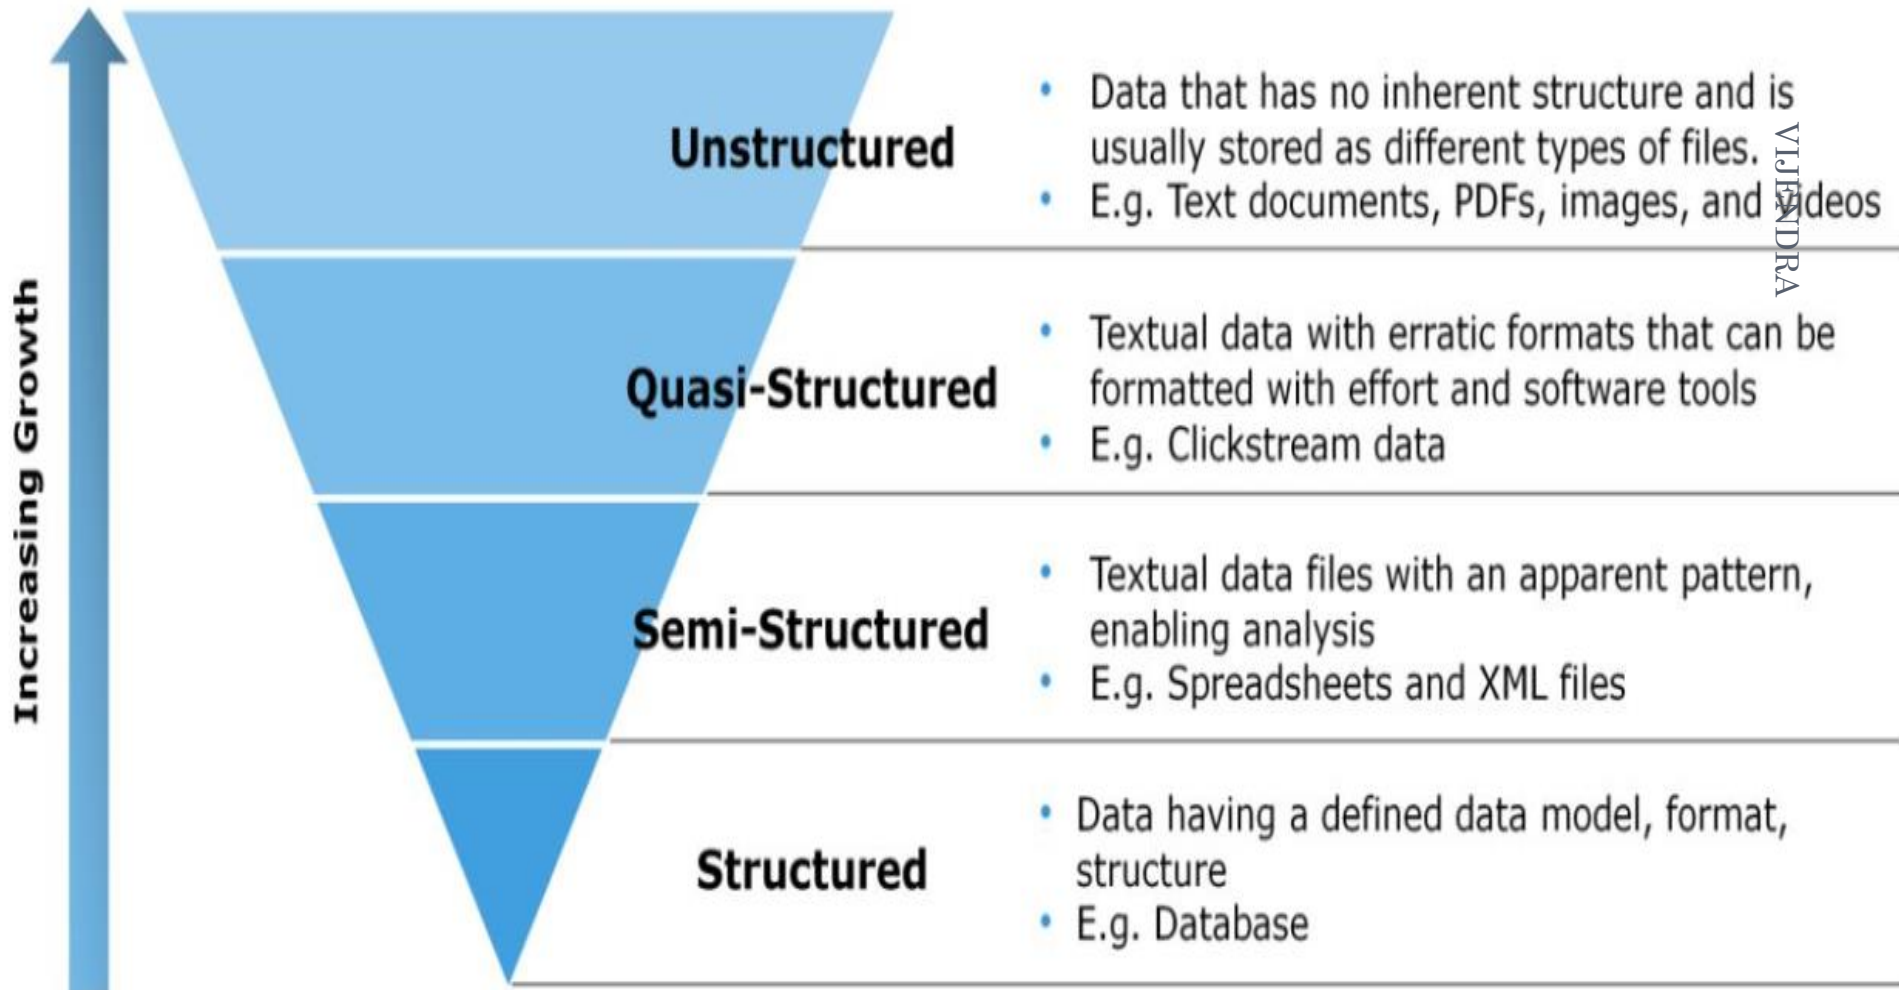 Increasing Growth
Unstructured
• Data that has no inherent structure and is
usually stored as different types of files.
• E.g. Text documents, PDFs, images, and videos
VIJENDRA
Quasi-Structured
• Textual data with erratic formats that can be
formatted with effort and software tools
• E.g. Clickstream data
Semi-Structured
• Textual data files with an apparent pattern,
enabling analysis
• E.g. Spreadsheets and XML files
Structured
• Data having a defined data model, format,
structure
• E.g. Database